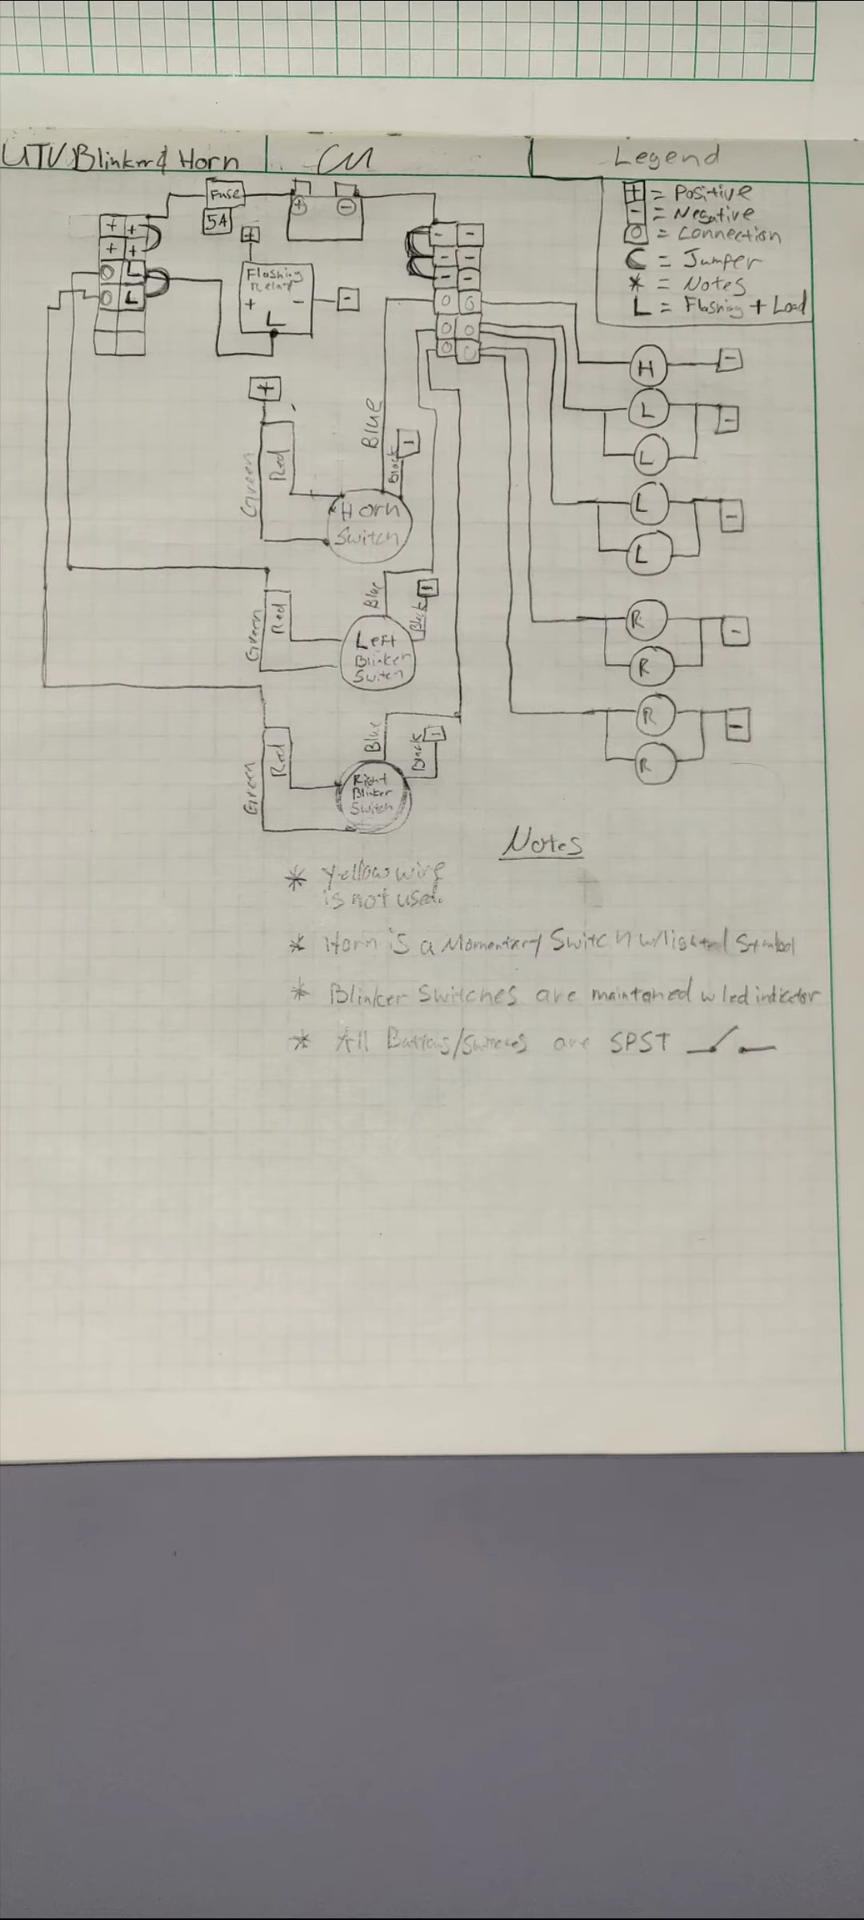 UTV Blinker & Horn
Legend
+ = Positive
- = Negative
O = Connection
C = Jumper
* = Notes
L = Flashing + Load
Fuse
5A
+ -
+ +
+ +
O L
O L
+
Flashing
Relay
+ -
L
-
- -
- -
- -
O O
O O
O O
H -
L -
L
L -
L
R -
R
R -
R
+
Green
Red
Blue
Black
-
Horn
Switch
Green
Red
Blue
Black
-
Left
Blinker
Switch
Green
Red
Blue
Black
-
Right
Blinker
Switch
Notes
* Yellow wire
is not used.
* Horn is a Momentary Switch w/lighted Symbol
* Blinker Switches are maintaned w led indicator
* All Buttons/Switches are SPST